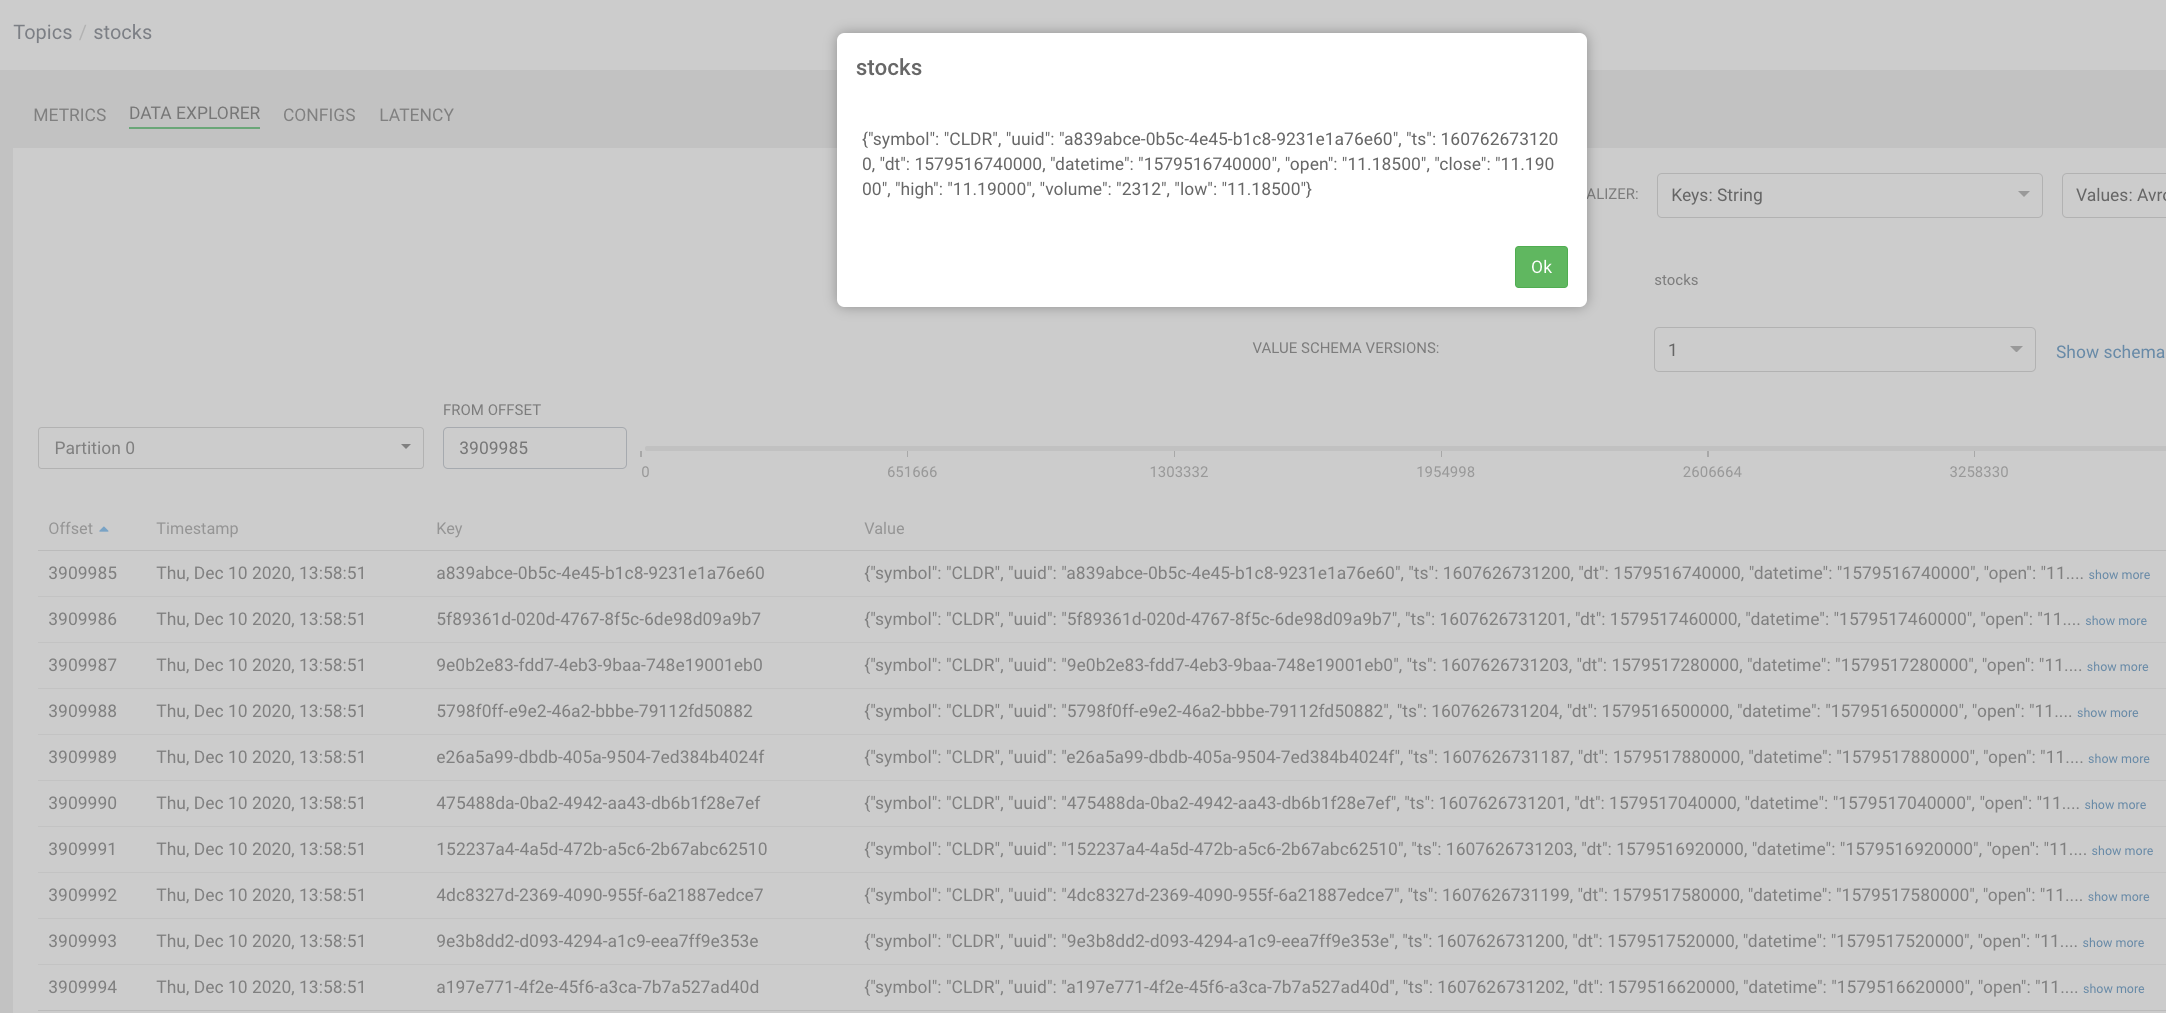 Topics / stocks
stocks
METRICS DATA EXPLORER CONFIGS LATENCY
{"symbol": "CLDR", "uuid": "a839abce-0b5c-4e45-b1c8-9231e1a76e60", "ts": 160762673120
0, "dt": 1579516740000, "datetime": "1579516740000", "open": "11.18500", "close": "11.190
00", "high": "11.19000", "volume": "2312", "low": "11.18500"}
ALIZER: Keys: String Values: Avro
Ok
stocks
VALUE SCHEMA VERSIONS: 1 Show schema
FROM OFFSET
Partition 0 3909985
0 651666 1303332 1954998 2606664 3258330
Offset Timestamp Key Value
3909985 Thu, Dec 10 2020, 13:58:51 a839abce-0b5c-4e45-b1c8-9231e1a76e60 {"symbol": "CLDR", "uuid": "a839abce-0b5c-4e45-b1c8-9231e1a76e60", "ts": 1607626731200, "dt": 1579516740000, "datetime": "1579516740000", "open": "11.... show more
3909986 Thu, Dec 10 2020, 13:58:51 5f89361d-020d-4767-8f5c-6de98d09a9b7 {"symbol": "CLDR", "uuid": "5f89361d-020d-4767-8f5c-6de98d09a9b7", "ts": 1607626731201, "dt": 1579517460000, "datetime": "1579517460000", "open": "11.... show more
3909987 Thu, Dec 10 2020, 13:58:51 9e0b2e83-fdd7-4eb3-9baa-748e19001eb0 {"symbol": "CLDR", "uuid": "9e0b2e83-fdd7-4eb3-9baa-748e19001eb0", "ts": 1607626731203, "dt": 1579517280000, "datetime": "1579517280000", "open": "11.... show more
3909988 Thu, Dec 10 2020, 13:58:51 5798f0ff-e9e2-46a2-bbbe-79112fd50882 {"symbol": "CLDR", "uuid": "5798f0ff-e9e2-46a2-bbbe-79112fd50882", "ts": 1607626731204, "dt": 1579516500000, "datetime": "1579516500000", "open": "11.... show more
3909989 Thu, Dec 10 2020, 13:58:51 e26a5a99-dbdb-405a-9504-7ed384b4024f {"symbol": "CLDR", "uuid": "e26a5a99-dbdb-405a-9504-7ed384b4024f", "ts": 1607626731187, "dt": 1579517880000, "datetime": "1579517880000", "open": "11.... show more
3909990 Thu, Dec 10 2020, 13:58:51 475488da-0ba2-4942-aa43-db6b1f28e7ef {"symbol": "CLDR", "uuid": "475488da-0ba2-4942-aa43-db6b1f28e7ef", "ts": 1607626731201, "dt": 1579517040000, "datetime": "1579517040000", "open": "11.... show more
3909991 Thu, Dec 10 2020, 13:58:51 152237a4-4a5d-472b-a5c6-2b67abc62510 {"symbol": "CLDR", "uuid": "152237a4-4a5d-472b-a5c6-2b67abc62510", "ts": 1607626731203, "dt": 1579516920000, "datetime": "1579516920000", "open": "11.... show more
3909992 Thu, Dec 10 2020, 13:58:51 4dc8327d-2369-4090-955f-6a21887edce7 {"symbol": "CLDR", "uuid": "4dc8327d-2369-4090-955f-6a21887edce7", "ts": 1607626731199, "dt": 1579517580000, "datetime": "1579517580000", "open": "11.... show more
3909993 Thu, Dec 10 2020, 13:58:51 9e3b8dd2-d093-4294-a1c9-eea7ff9e353e {"symbol": "CLDR", "uuid": "9e3b8dd2-d093-4294-a1c9-eea7ff9e353e", "ts": 1607626731200, "dt": 1579517520000, "datetime": "1579517520000", "open": "11.... show more
3909994 Thu, Dec 10 2020, 13:58:51 a197e771-4f2e-45f6-a3ca-7b7a527ad40d {"symbol": "CLDR", "uuid": "a197e771-4f2e-45f6-a3ca-7b7a527ad40d", "ts": 1607626731202, "dt": 1579516620000, "datetime": "1579516620000", "open": "11.... show more